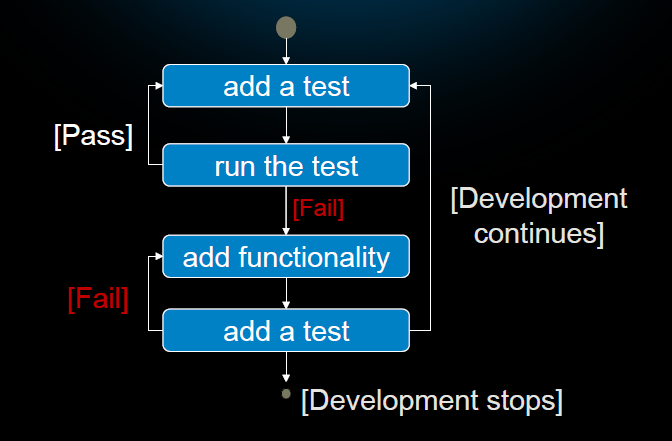 add a test
[Pass]
run the test
[Fail]
[Development
continues]
add functionality
[Fail]
add a test
[Development stops]